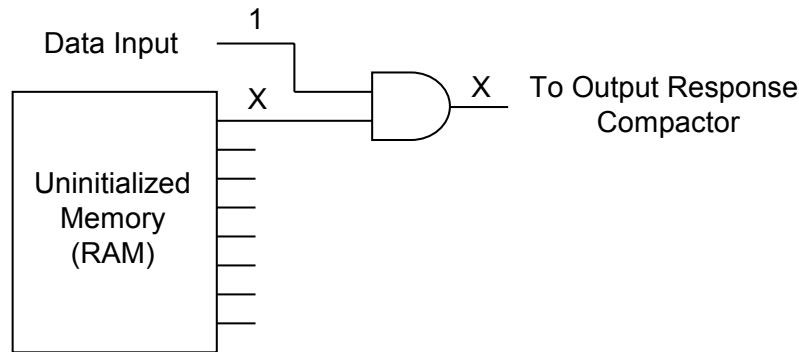 1
Data Input
X
X
To Output Response
Compactor
Uninitialized
Memory
(RAM)